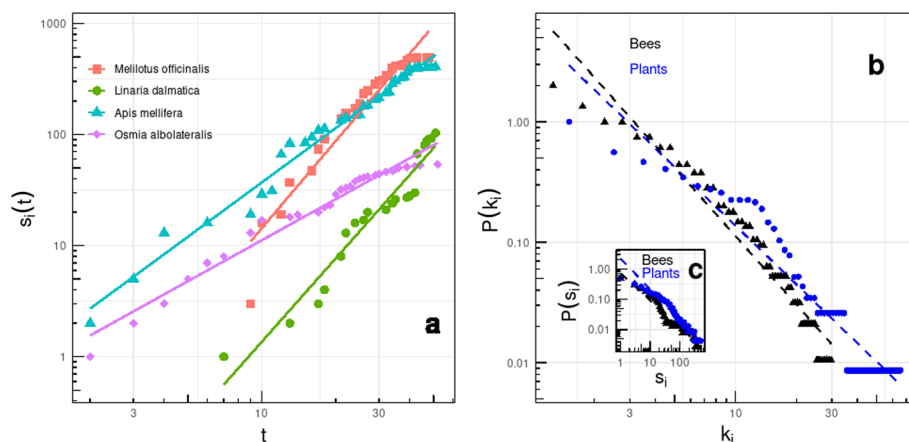 1000
100
10
1
s_i(t)
Melilotus officinalis
Linaria dalmatica
Apis mellifera
Osmia albolateralis
a
3
10
30
t
1.00
0.10
0.01
P(k_i)
Bees
Plants
b
3
10
30
k_i
P(s_i)
1.00
0.10
0.01
Bees
Plants
c
1
10
100
s_i